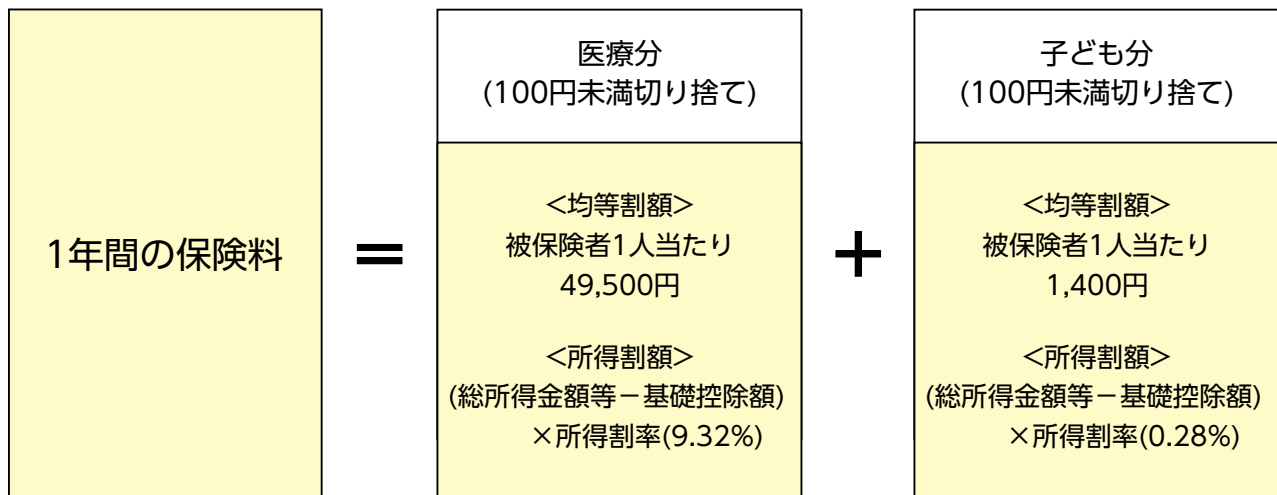 1年間の保険料
＝
医療分
(100円未満切り捨て)
＜均等割額＞
被保険者1人当たり
49,500円
＜所得割額＞
(総所得金額等－基礎控除額)
×所得割率(9.32%)
＋
子ども分
(100円未満切り捨て)
＜均等割額＞
被保険者1人当たり
1,400円
＜所得割額＞
(総所得金額等－基礎控除額)
×所得割率(0.28%)